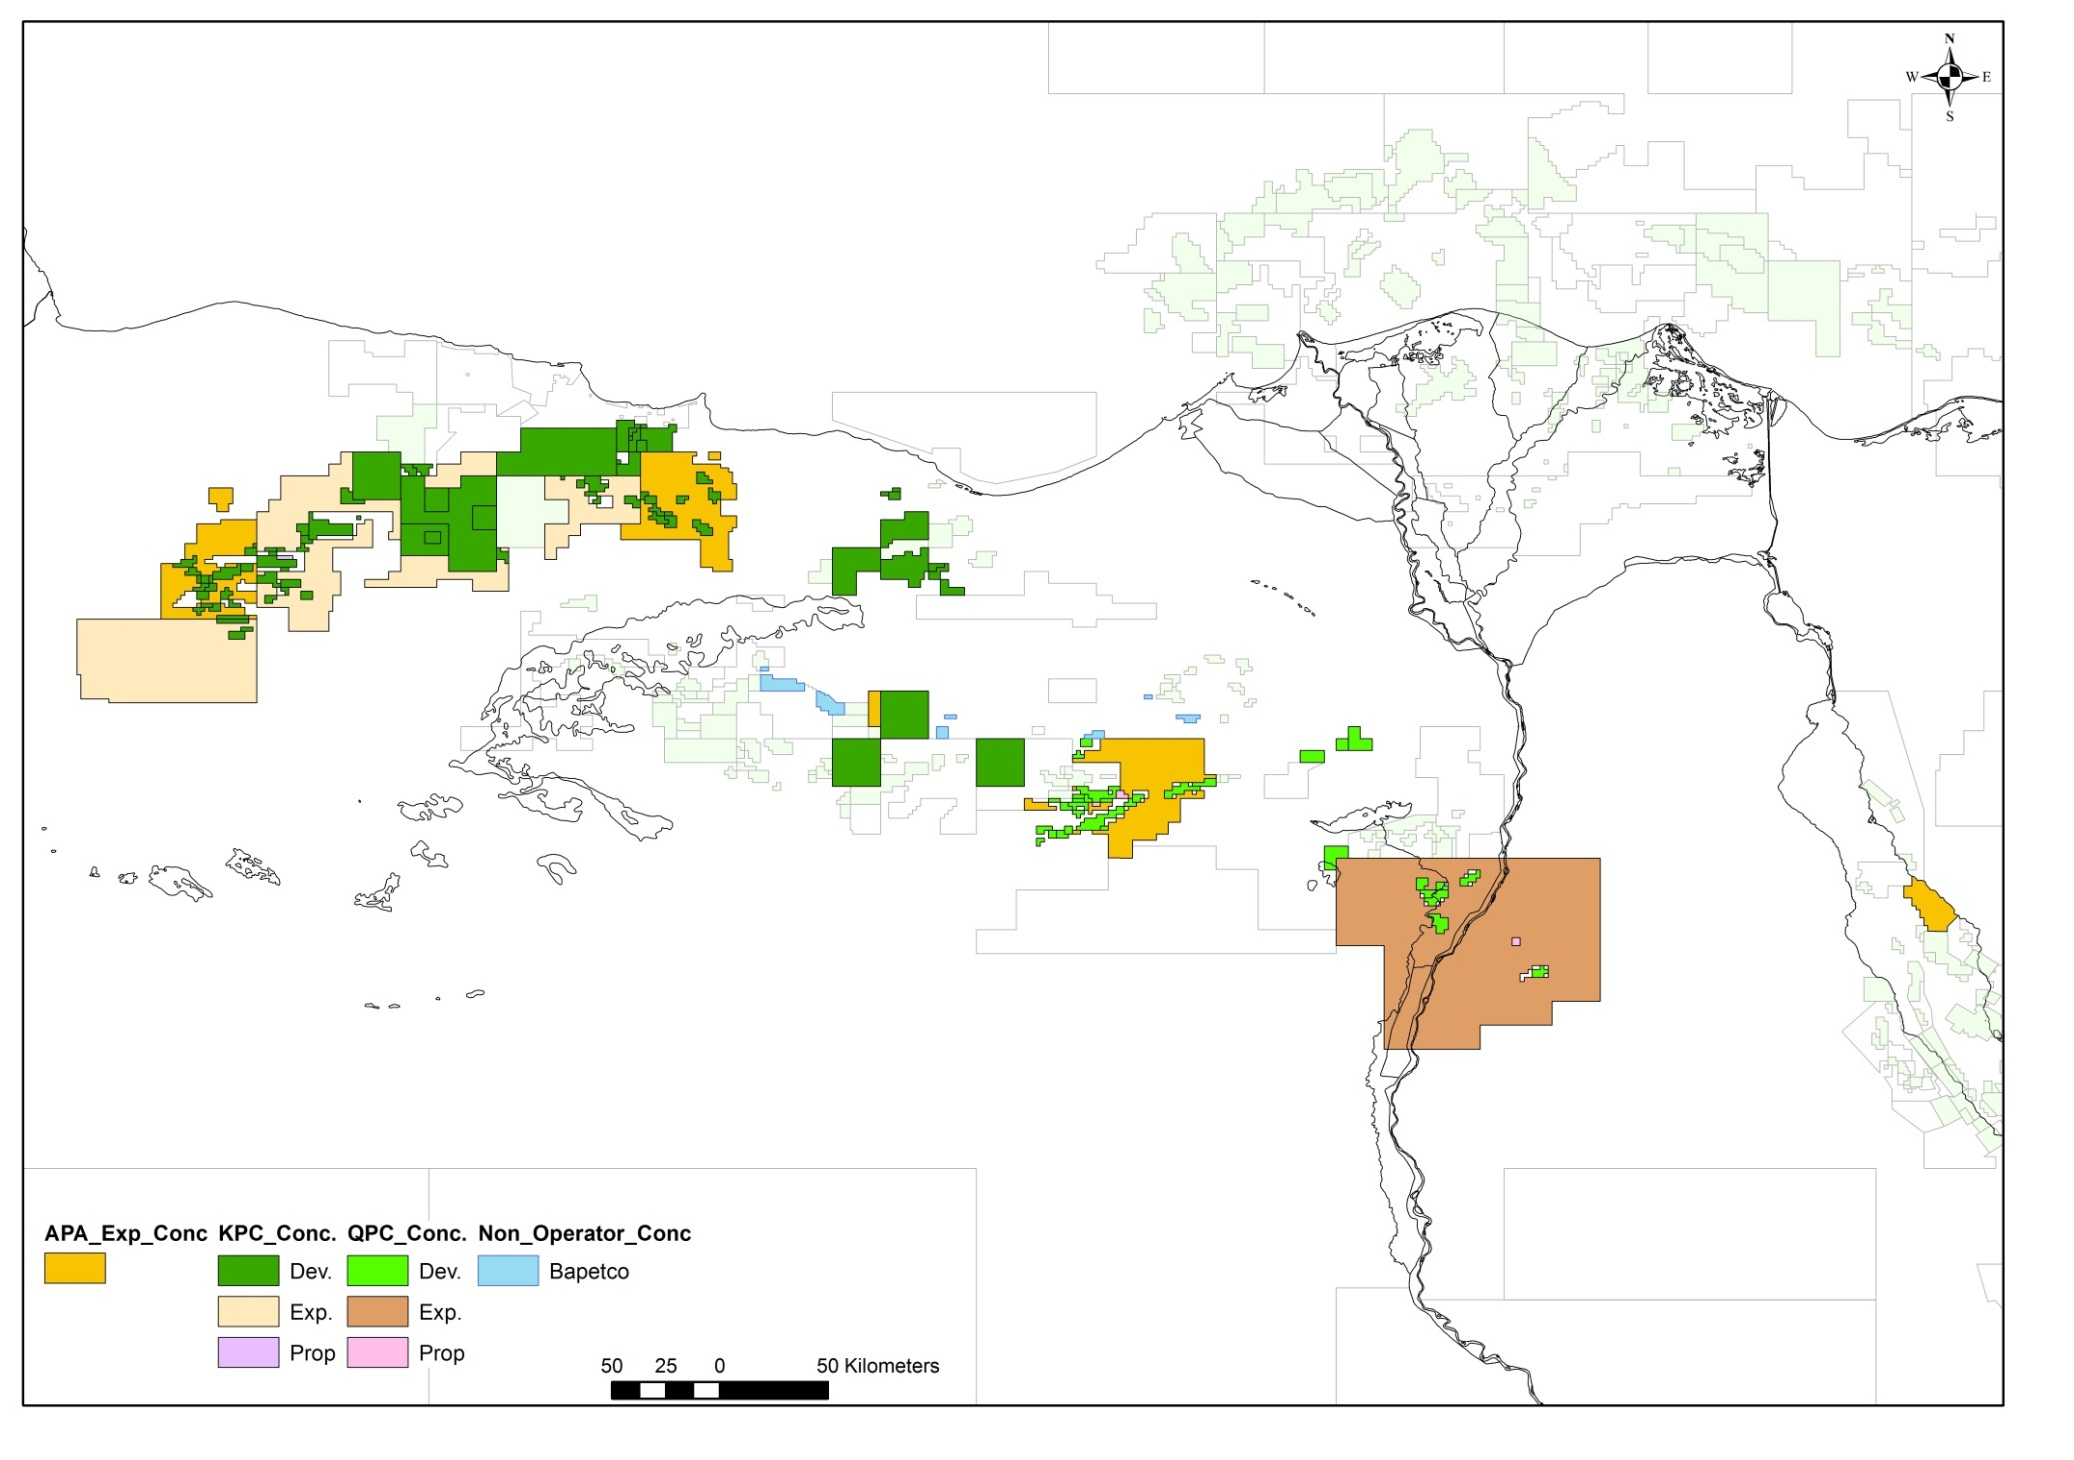 N
W E
S
APA_Exp_Conc KPC_Conc. QPC_Conc. Non_Operator_Conc
Dev. Dev. Bapetco
Exp. Exp.
Prop Prop
50 25 0 50 Kilometers